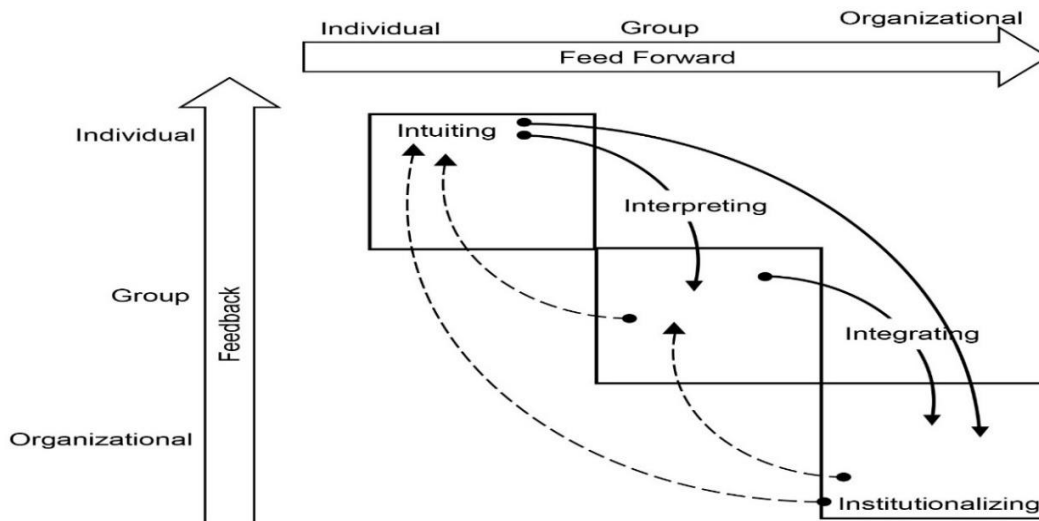 Individual Group Organizational
Feed Forward
Individual
Intuiting
Interpreting
Group
Feedback
Integrating
Organizational
Institutionalizing